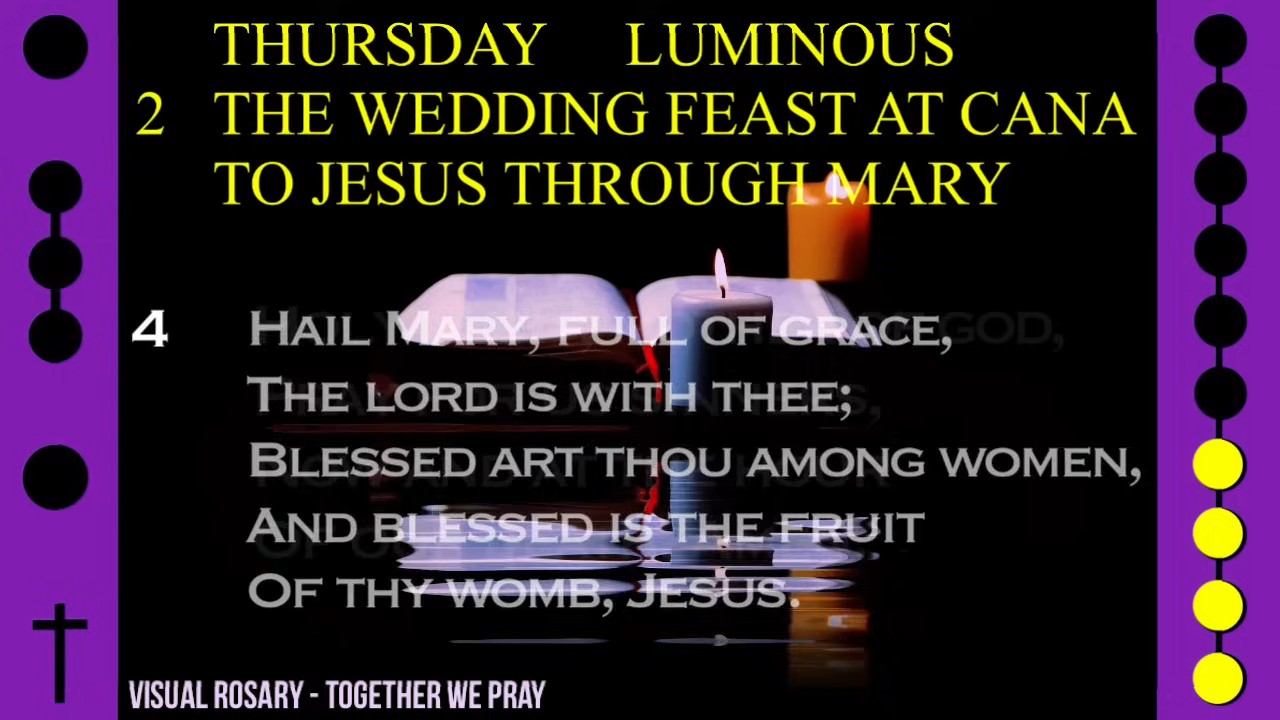 THURSDAY LUMINOUS
2 THE WEDDING FEAST AT CANA
TO JESUS THROUGH MARY
4 HAIL MARY, FULL OF GRACE,
THE LORD IS WITH THEE;
BLESSED ART THOU AMONG WOMEN,
AND BLESSED IS THE FRUIT
OF THY WOMB, JESUS.
VISUAL ROSARY - TOGETHER WE PRAY